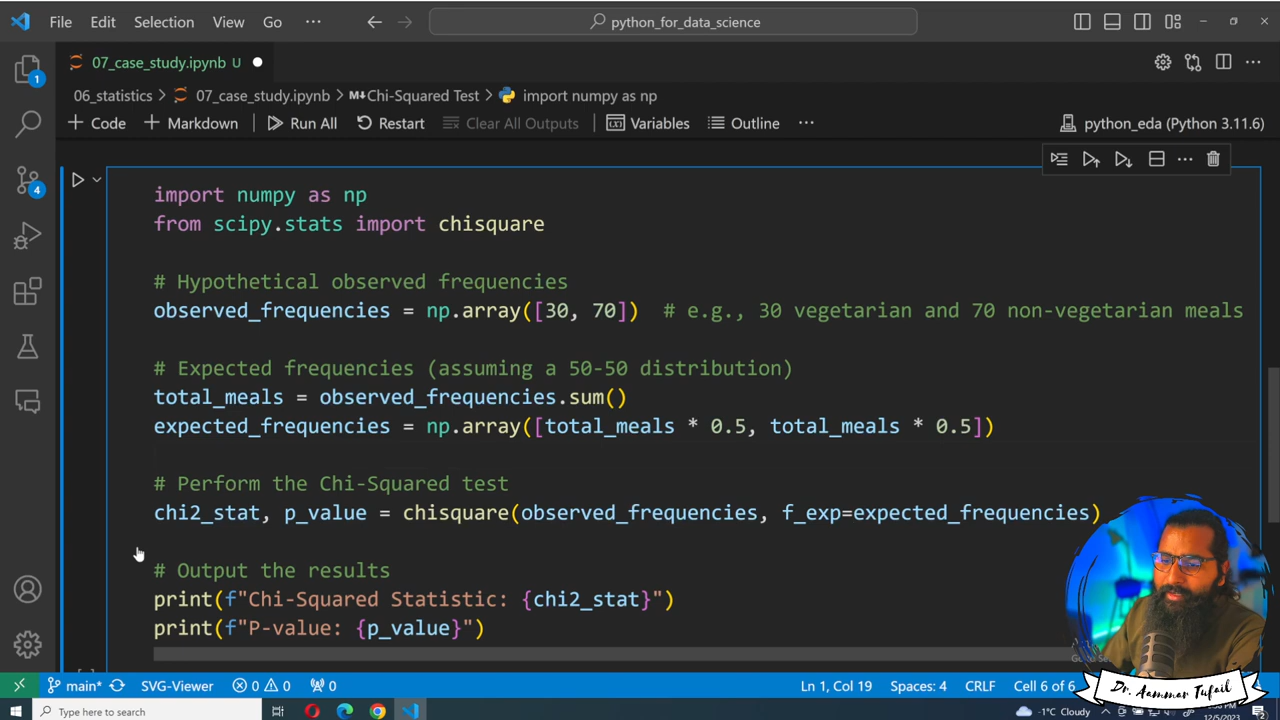 File Edit Selection View Go ··· python_for_data_science
07_case_study.ipynb U
1
06_statistics > 07_case_study.ipynb > Chi-Squared Test > import numpy as np
+ Code + Markdown Run All Restart Clear All Outputs Variables Outline ··· python_eda (Python 3.11.6)
4
import numpy as np
from scipy.stats import chisquare
# Hypothetical observed frequencies
observed_frequencies = np.array([30, 70]) # e.g., 30 vegetarian and 70 non-vegetarian meals
# Expected frequencies (assuming a 50-50 distribution)
total_meals = observed_frequencies.sum()
expected_frequencies = np.array([total_meals * 0.5, total_meals * 0.5])
# Perform the Chi-Squared test
chi2_stat, p_value = chisquare(observed_frequencies, f_exp=expected_frequencies)
# Output the results
print(f"Chi-Squared Statistic: {chi2_stat}")
print(f"P-value: {p_value}")
main* SVG-Viewer 0 0 0 Ln 1, Col 19 Spaces: 4 CRLF Cell 6 of 6
Dr. Aammar Tufail
Type here to search -1°C Cloudy
12/5/2023